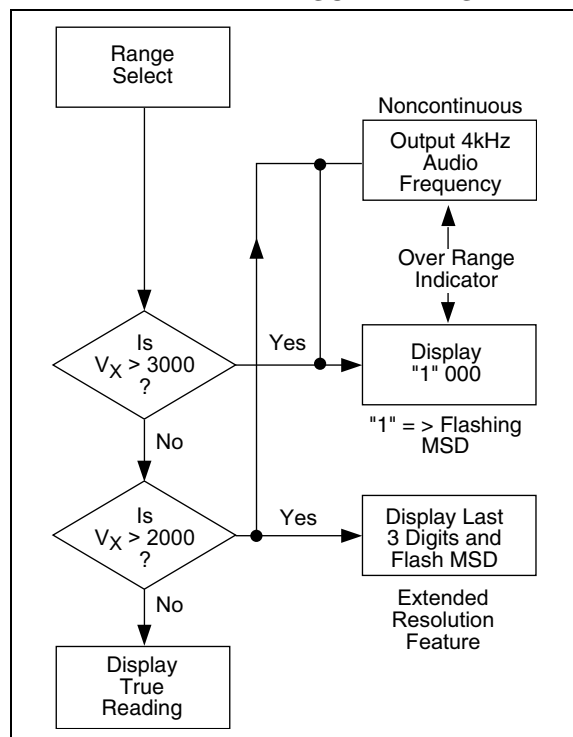 Range
Select
Noncontinuous
Output 4kHz
Audio
Frequency
Over Range
Indicator
Is
VX > 3000
?
Yes
Display
"1" 000
"1" = > Flashing
MSD
No
Is
VX > 2000
?
Yes
Display Last
3 Digits and
Flash MSD
Extended
Resolution
Feature
No
Display
True
Reading